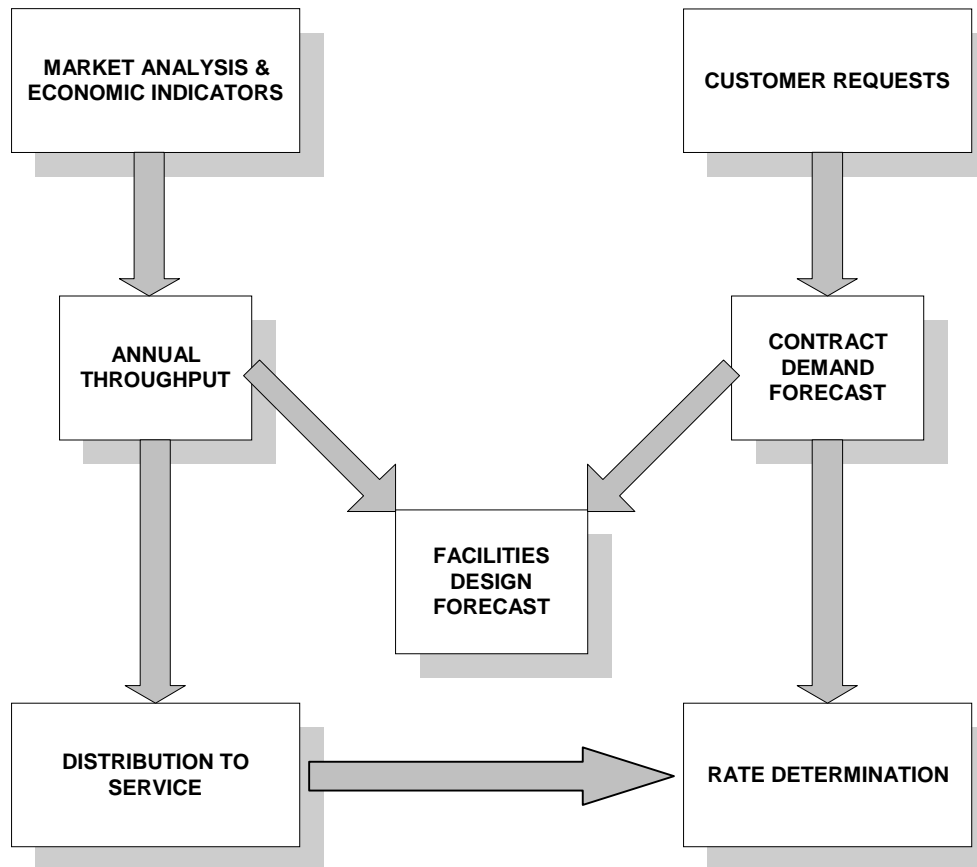 MARKET ANALYSIS &
ECONOMIC INDICATORS
CUSTOMER REQUESTS
ANNUAL
THROUGHPUT
CONTRACT
DEMAND
FORECAST
FACILITIES
DESIGN
FORECAST
DISTRIBUTION TO
SERVICE
RATE DETERMINATION